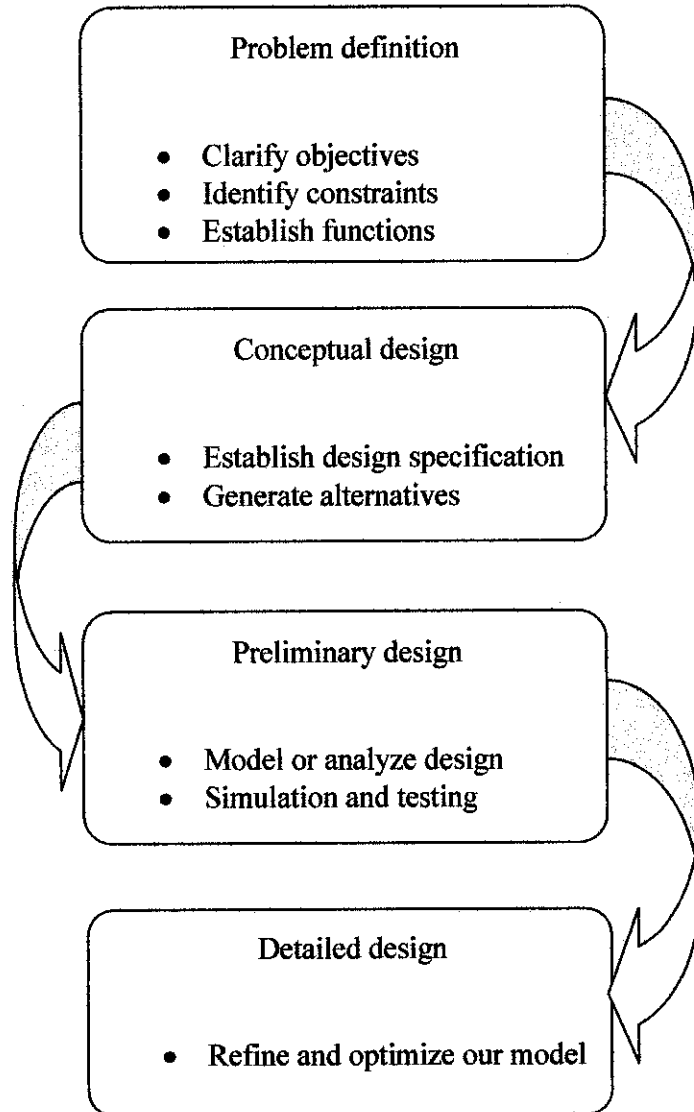 Problem definition
• Clarify objectives
• Identify constraints
• Establish functions
Conceptual design
• Establish design specification
• Generate alternatives
Preliminary design
• Model or analyze design
• Simulation and testing
Detailed design
• Refine and optimize our model